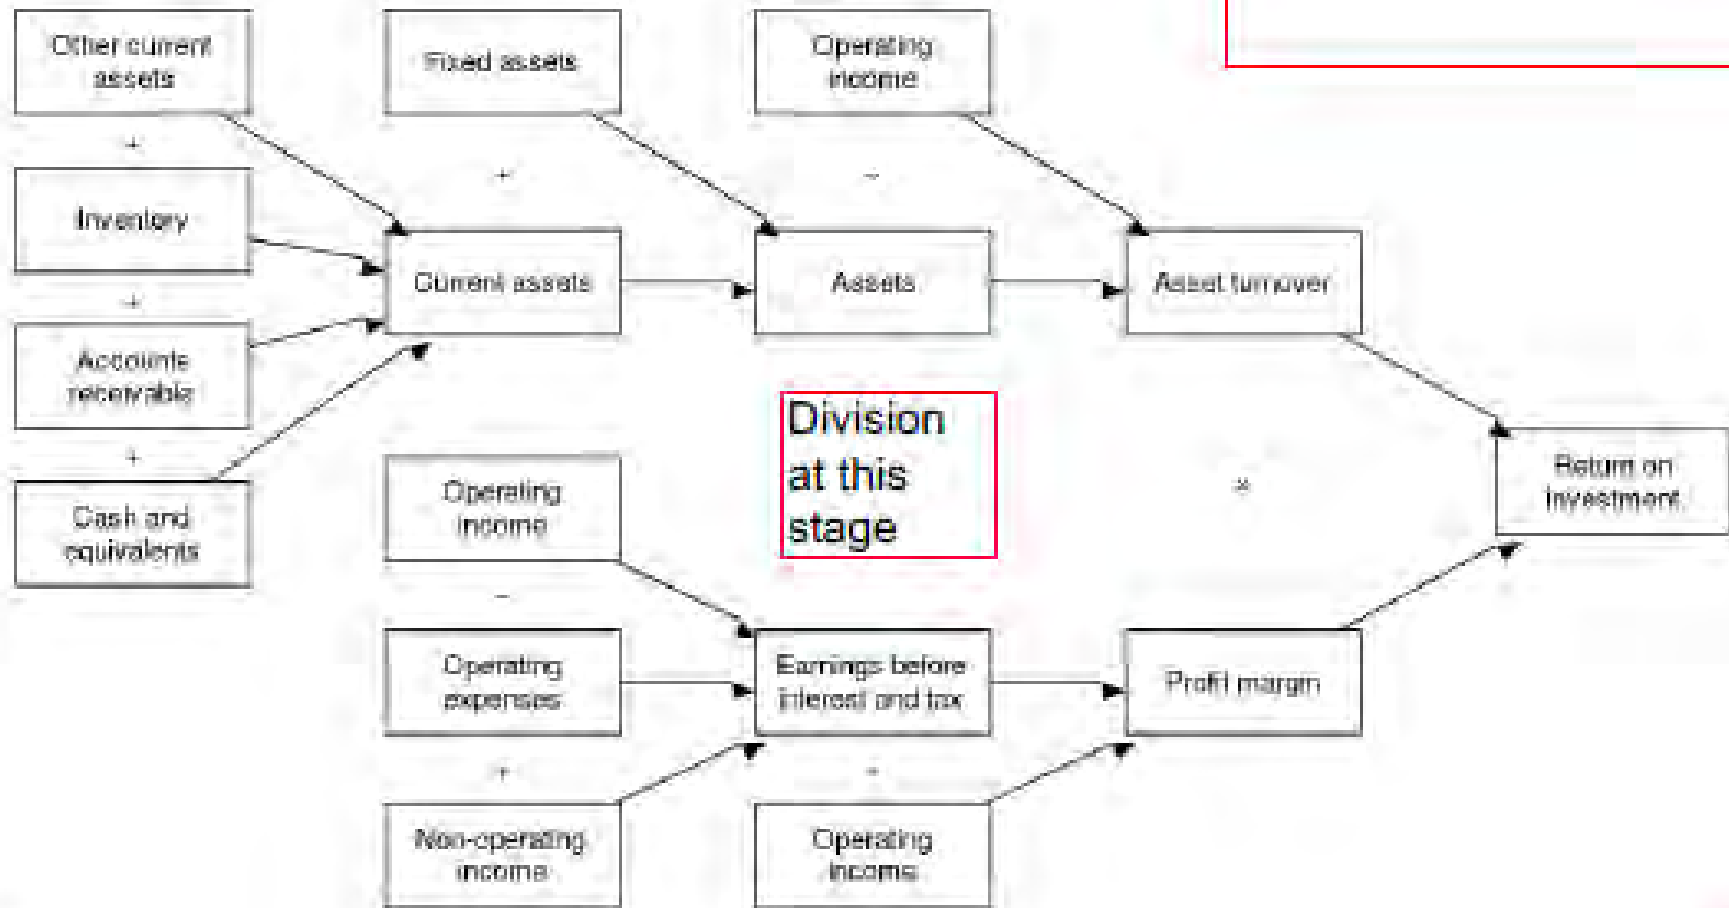 Other current
assets
Fixed assets
Operating
income
+
+
Inventory
+
Current assets
Assets
Asset turnover
Accounts
receivable
+
Division
at this
stage
Operating
income
Return on
investment
Cash and
equivalents
-
Operating
expenses
Earnings before
interest and tax
Profit margin
+
Non-operating
income
Operating
income